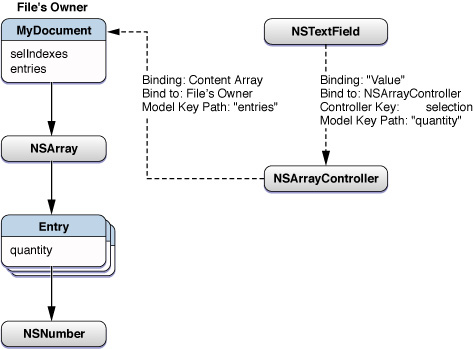 File's Owner
MyDocument
selIndexes
entries
NSArray
Entry
quantity
NSNumber
Binding: Content Array
Bind to: File's Owner
Model Key Path: "entries"
NSTextField
Binding: "Value"
Bind to: NSArrayController
Controller Key: selection
Model Key Path: "quantity"
NSArrayController